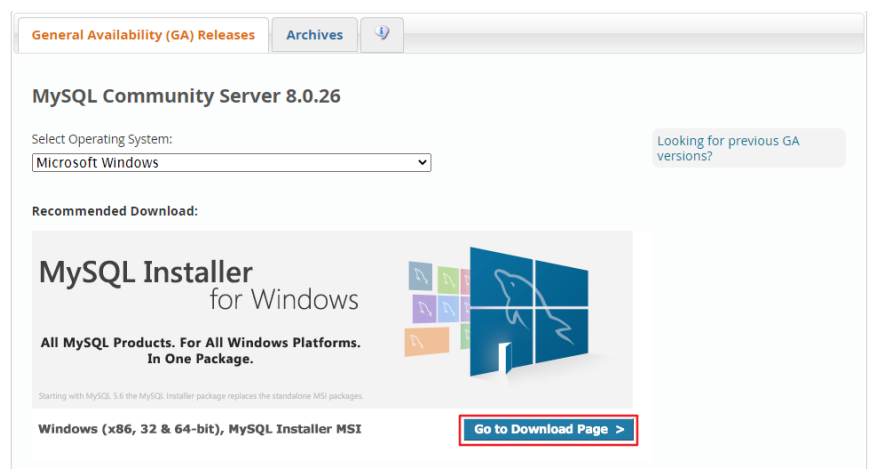 General Availability (GA) Releases
Archives
MySQL Community Server 8.0.26
Select Operating System:
Microsoft Windows
Looking for previous GA
versions?
Recommended Download:
MySQL Installer
for Windows
All MySQL Products. For All Windows Platforms.
In One Package.
Starting with MySQL 5.6 the MySQL Installer package replaces the standalone MSI packages.
Windows (x86, 32 & 64-bit), MySQL Installer MSI
Go to Download Page >